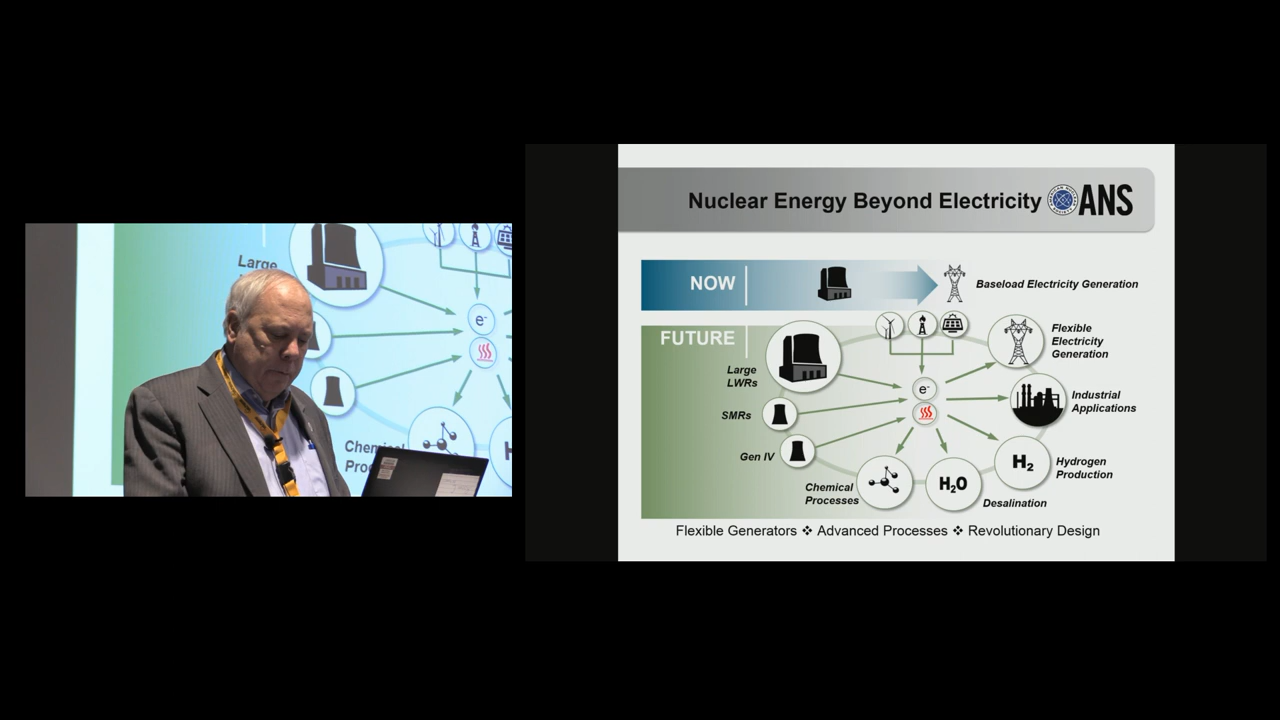 Large
e-
Chemical
Nuclear Energy Beyond Electricity
ANS
NOW
Baseload Electricity Generation
FUTURE
Large
LWRs
SMRs
Gen IV
e-
Flexible
Electricity
Generation
Industrial
Applications
H2
Hydrogen
Production
H2O
Desalination
Chemical
Processes
Flexible Generators ❖ Advanced Processes ❖ Revolutionary Design